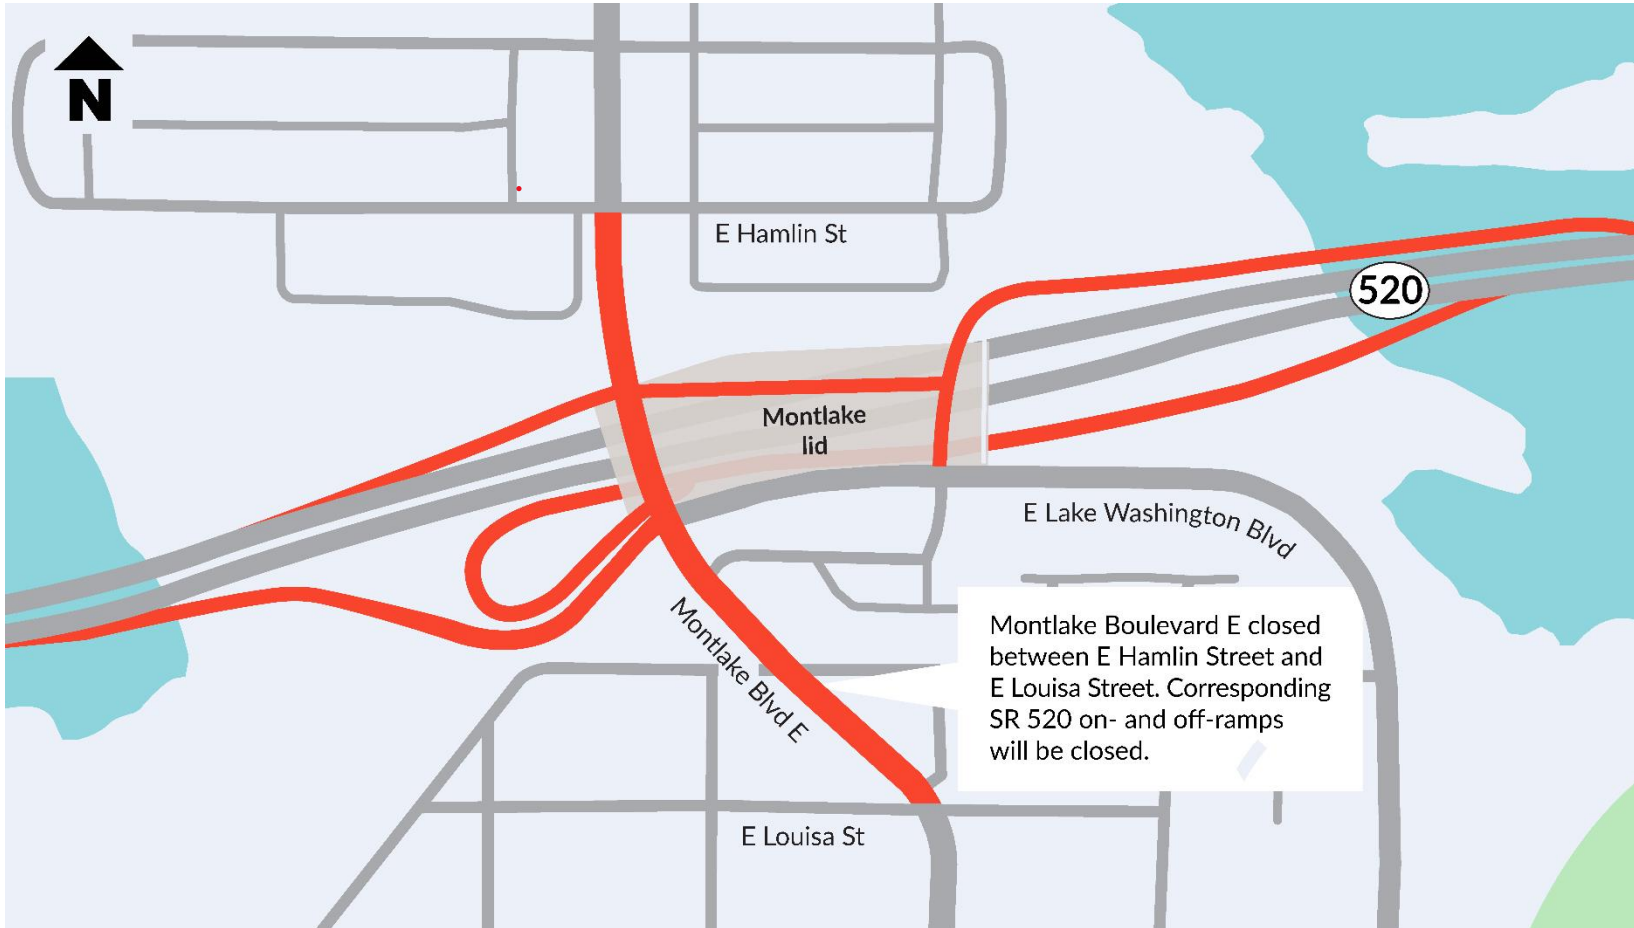 N
E Hamlin St
520
Montlake
lid
E Lake Washington Blvd
Montlake Blvd E
Montlake Boulevard E closed
between E Hamlin Street and
E Louisa Street. Corresponding
SR 520 on- and off-ramps
will be closed.
E Louisa St